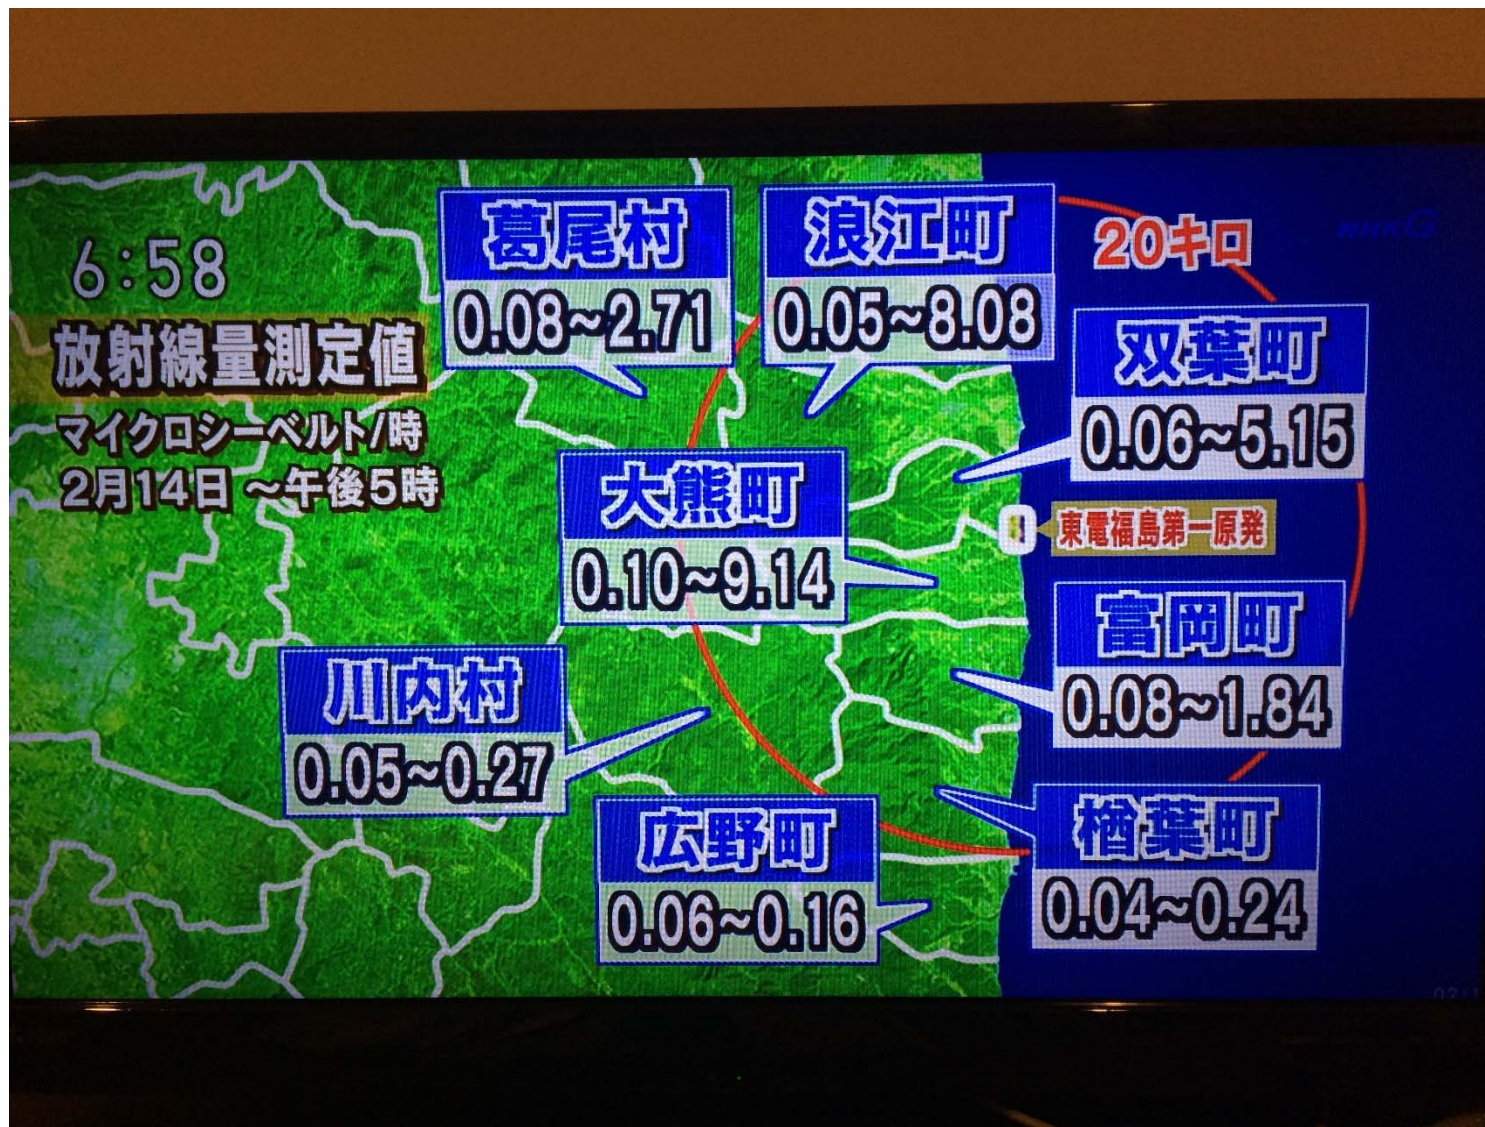 6:58
放射線量測定値
マイクロシーベルト/時
2月14日 ~午後5時
葛尾村
0.08~2.71
浪江町
0.05~8.08
20キロ
NHK G
双葉町
0.06~5.15
大熊町
0.10~9.14
東電福島第一原発
富岡町
0.08~1.84
川内村
0.05~0.27
広野町
0.06~0.16
楢葉町
0.04~0.24